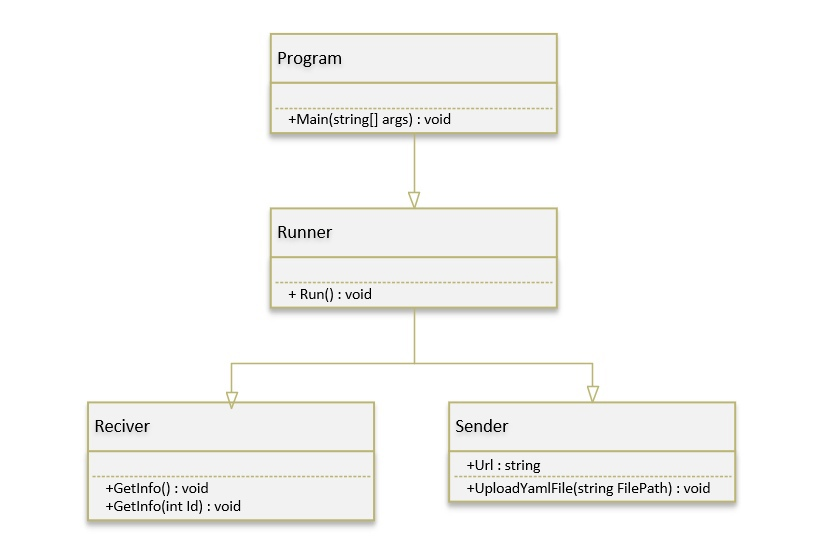 Program
+Main(string[] args) : void
Runner
+ Run() : void
Reciver
+GetInfo() : void
+GetInfo(int Id) : void
Sender
+Url : string
+UploadYamlFile(string FilePath) : void